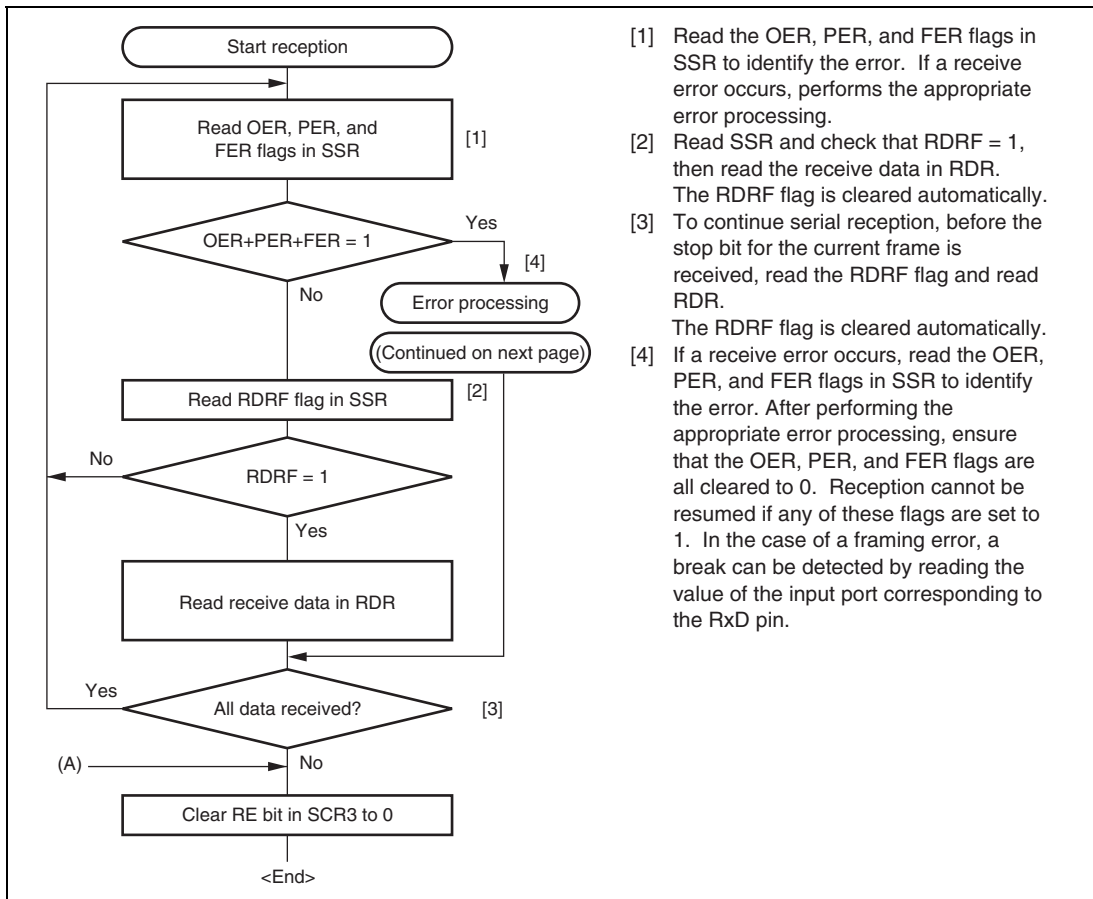 Start reception
Read OER, PER, and
FER flags in SSR
[1]
OER+PER+FER = 1
Yes
[4]
No
Error processing
(Continued on next page)
Read RDRF flag in SSR
[2]
No
RDRF = 1
Yes
Read receive data in RDR
Yes
All data received?
[3]
(A)
No
Clear RE bit in SCR3 to 0
<End>
[1] Read the OER, PER, and FER flags in
SSR to identify the error. If a receive
error occurs, performs the appropriate
error processing.
[2] Read SSR and check that RDRF = 1,
then read the receive data in RDR.
The RDRF flag is cleared automatically.
[3] To continue serial reception, before the
stop bit for the current frame is
received, read the RDRF flag and read
RDR.
The RDRF flag is cleared automatically.
[4] If a receive error occurs, read the OER,
PER, and FER flags in SSR to identify
the error. After performing the
appropriate error processing, ensure
that the OER, PER, and FER flags are
all cleared to 0. Reception cannot be
resumed if any of these flags are set to
1. In the case of a framing error, a
break can be detected by reading the
value of the input port corresponding to
the RxD pin.